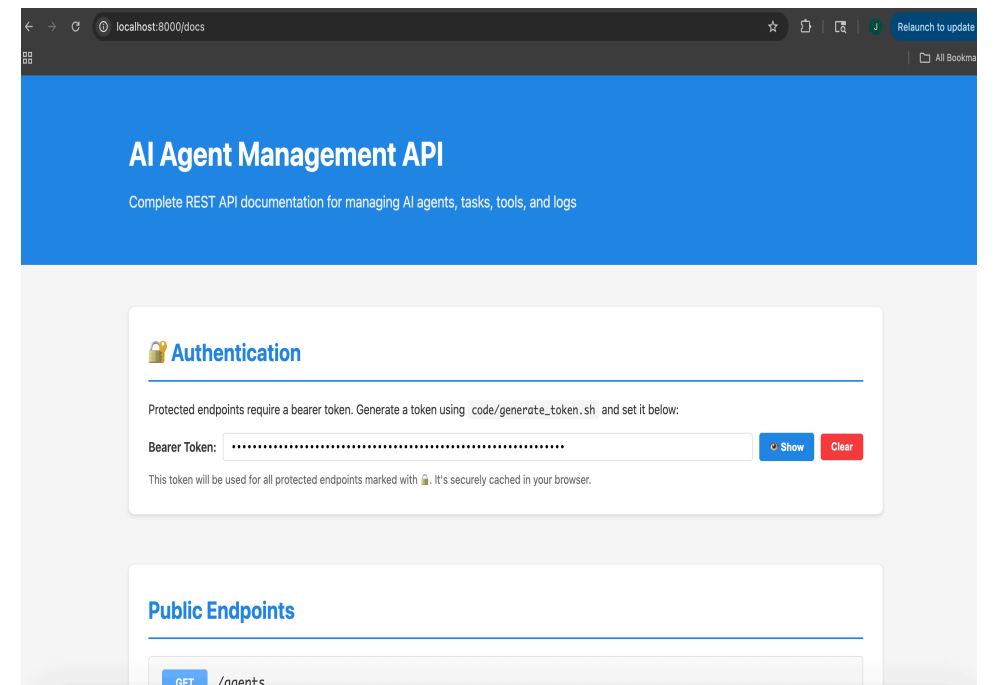 localhost:8000/docs
J
Relaunch to update
All Bookma
AI Agent Management API
Complete REST API documentation for managing AI agents, tasks, tools, and logs
🔐 Authentication
Protected endpoints require a bearer token. Generate a token using code/generate_token.sh and set it below:
Bearer Token: ••••••••••••••••••••••••••••••••••••••••••••••••••••••••••••••••
Show
Clear
This token will be used for all protected endpoints marked with 🔒. It's securely cached in your browser.
Public Endpoints
GET /agents